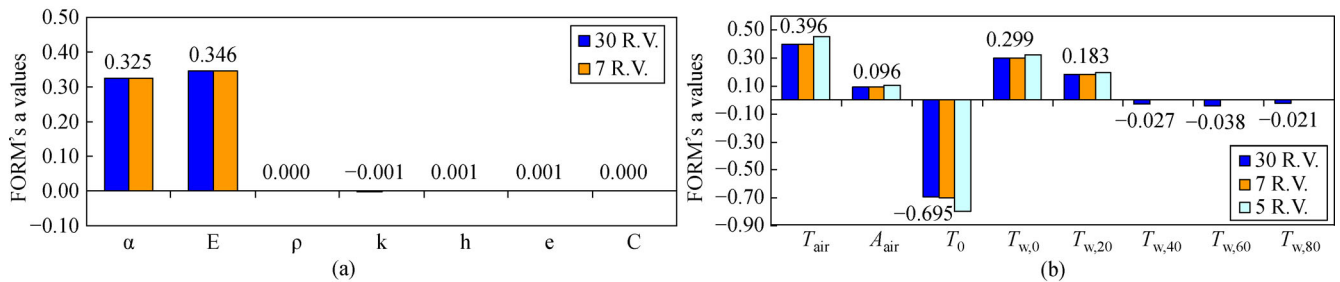 FORM's a values
0.50
0.40
0.30
0.20
0.10
0.00
−0.10
0.325
0.346
0.000
−0.001
0.001
0.001
0.000
30 R.V.
7 R.V.
α E ρ k h e C
(a)
FORM's a values
0.50
0.30
0.10
−0.10
−0.30
−0.50
−0.70
−0.90
0.396
0.096
−0.695
0.299
0.183
−0.027
−0.038
−0.021
30 R.V.
7 R.V.
5 R.V.
T_air A_air T_0 T_w,0 T_w,20 T_w,40 T_w,60 T_w,80
(b)